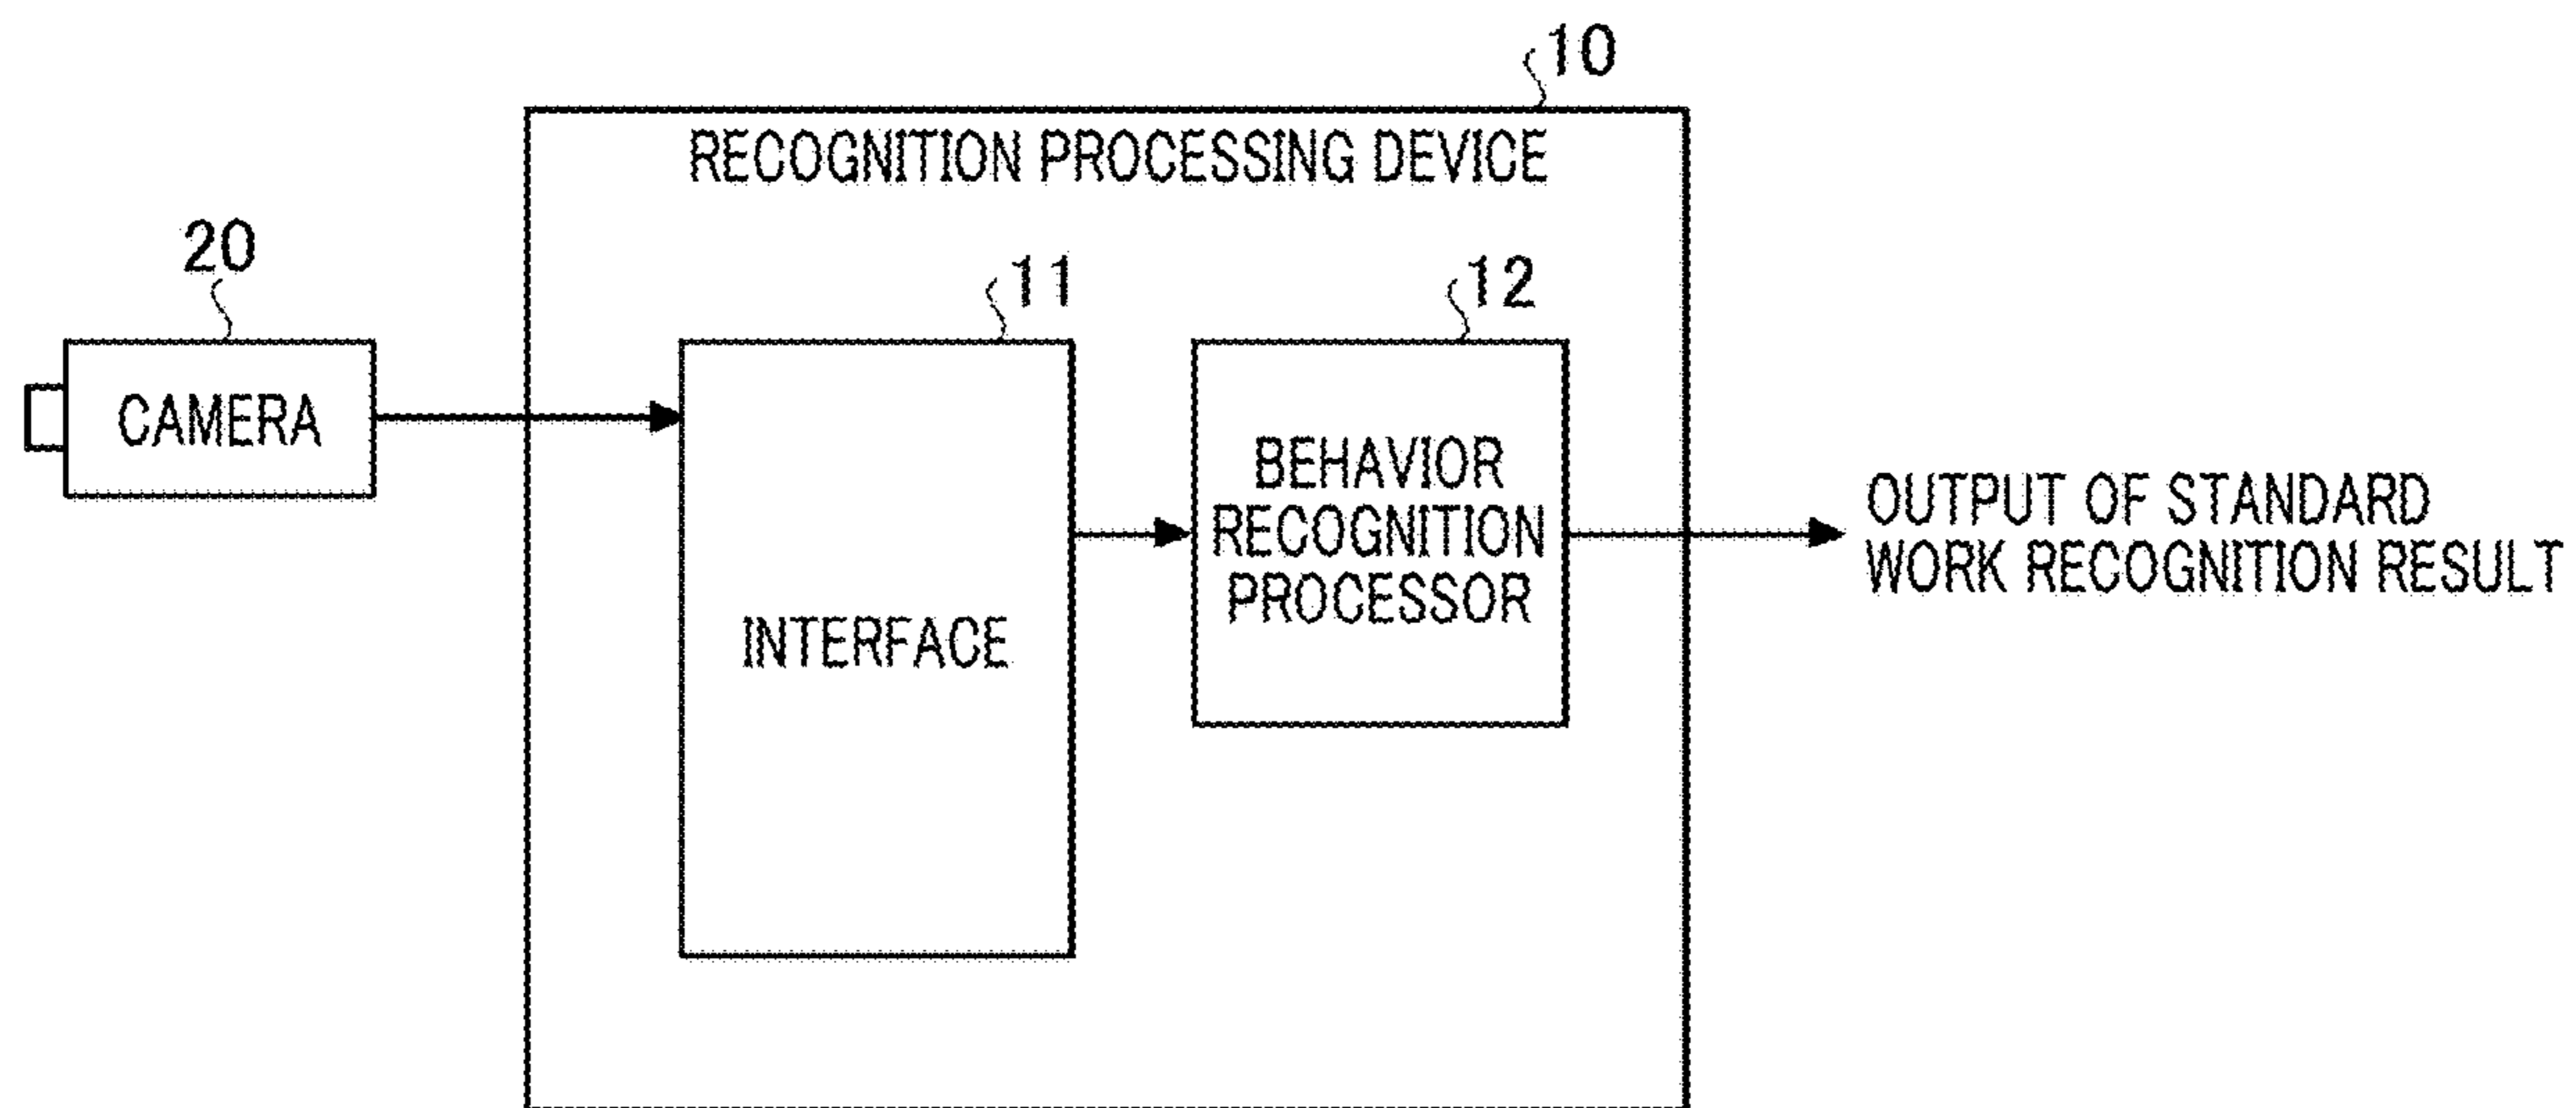 10
RECOGNITION PROCESSING DEVICE
20
11
12
CAMERA
INTERFACE
BEHAVIOR
RECOGNITION
PROCESSOR
OUTPUT OF STANDARD
WORK RECOGNITION RESULT